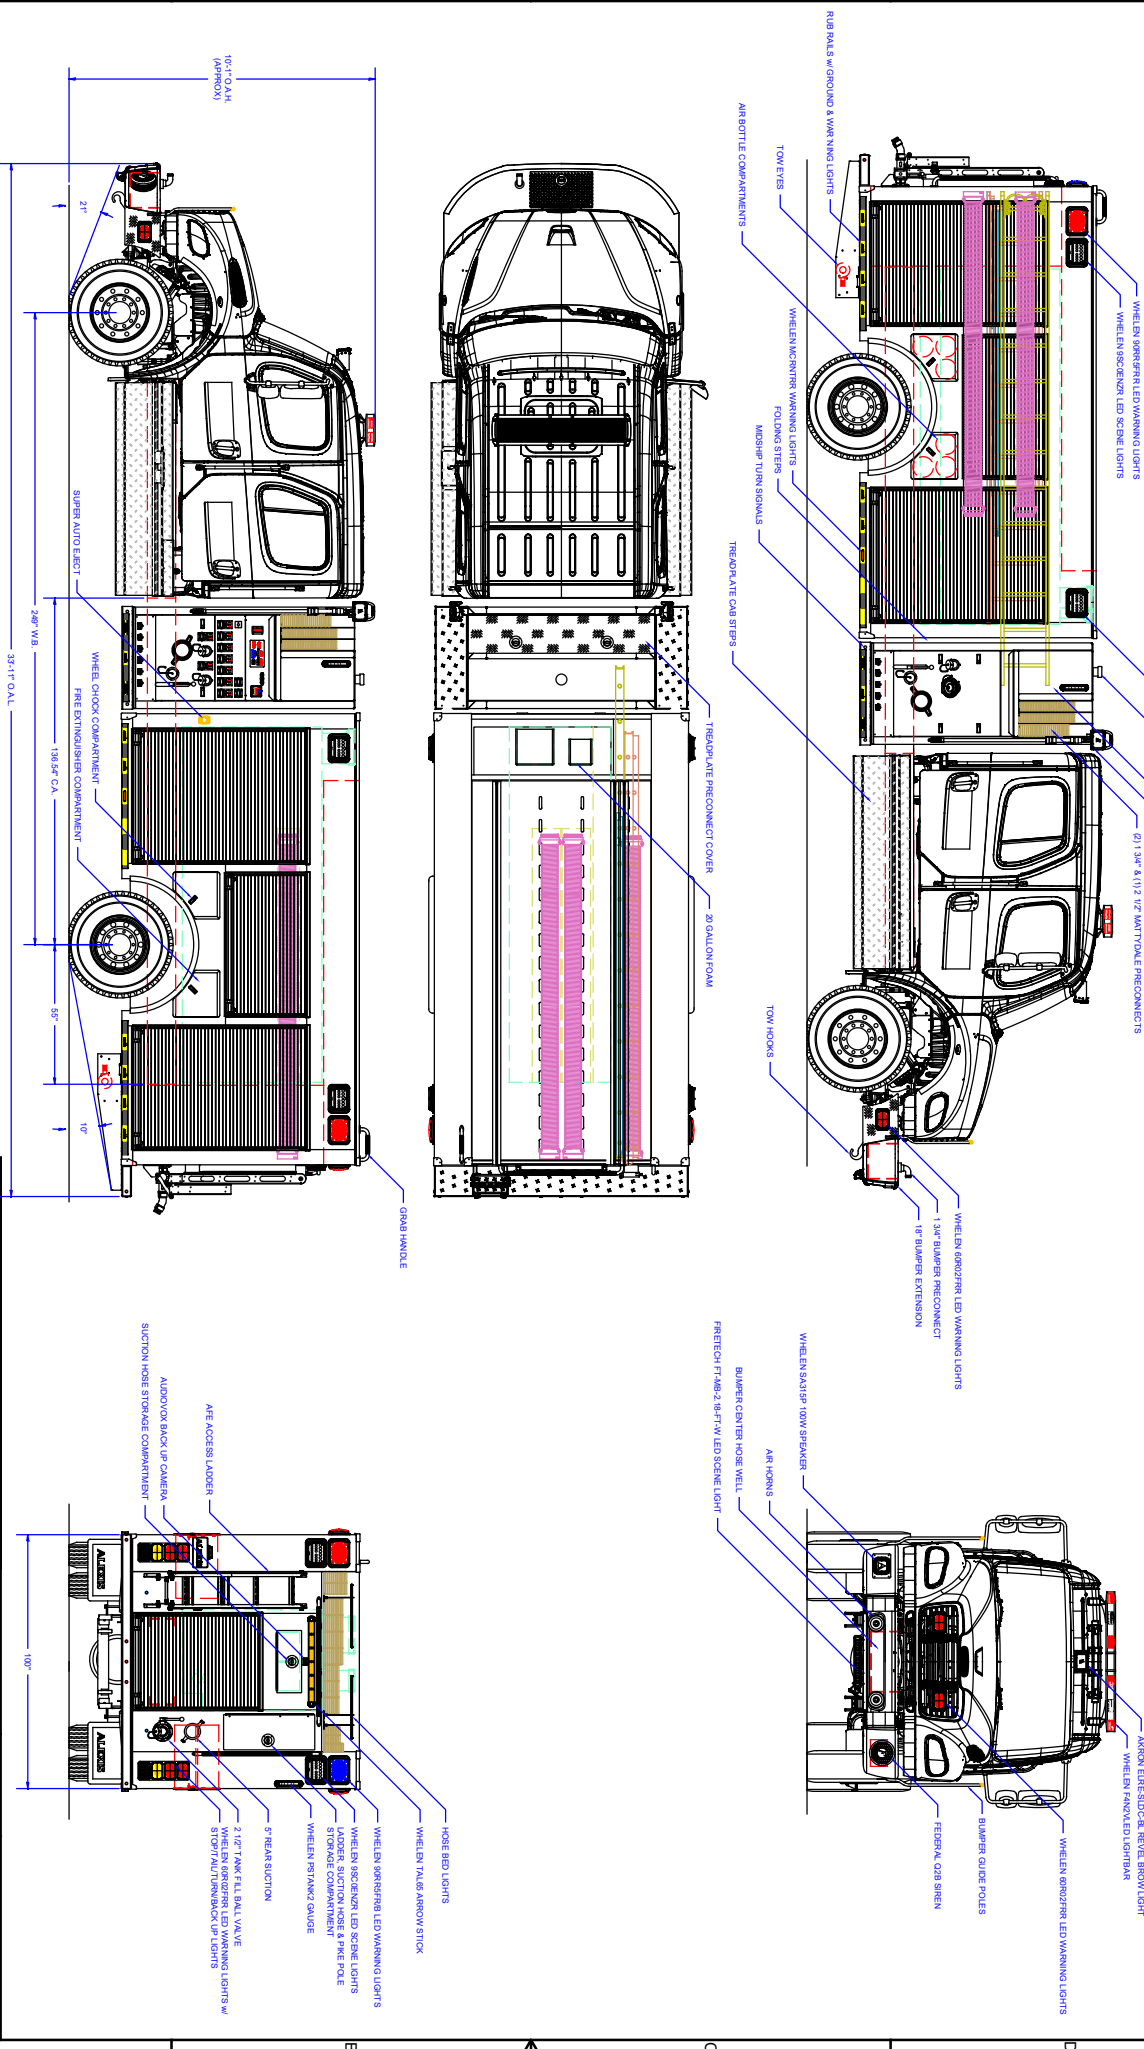 WHELEN 90RR5FRR LED WARNING LIGHTS
WHELEN 9SC0ENZR LED SCENE LIGHTS
(2) 1 3/4" & (1) 2 1/2" MATTYDALE PRECONNECTS
RUB RAILS w/ GROUND & WARNING LIGHTS
TOW EYES
AIR BOTTLE COMPARTMENTS
WHELEN MCRNTRR WARNING LIGHTS
FOLDING STEPS
MIDSHIP TURN SIGNALS
TREADPLATE CAB STEPS
TOW HOOKS
WHELEN 60R02FRR LED WARNING LIGHTS
1 3/4" BUMPER PRECONNECT
18" BUMPER EXTENSION
AKRON ELRE-SLDC-BL REVEL BROW LIGHT
WHELEN F4N2VLED LIGHTBAR
WHELEN 60R02FRR LED WARNING LIGHTS
BUMPER GUIDE POLES
FEDERAL Q2B SIREN
WHELEN SA315P 100W SPEAKER
AIR HORNS
BUMPER CENTER HOSE WELL
FIRETECH FT-MB-2.18-FT-W LED SCENE LIGHT
TREADPLATE PRECONNECT COVER
20 GALLON FOAM
10'-1" O.A.H.
(APPROX)
21°
SUPER AUTO EJECT
WHEEL CHOCK COMPARTMENT
FIRE EXTINGUISHER COMPARTMENT
GRAB HANDLE
10°
136.54" C.A.
55"
249" W.B.
33'-11" O.A.L.
AFE ACCESS LADDER
AUDIOVOX BACK UP CAMERA
SUCTION HOSE STORAGE COMPARTMENT
HOSE BED LIGHTS
WHELEN TAL65 ARROW STICK
WHELEN 90RR5FRB LED WARNING LIGHTS
WHELEN 9SC0ENZR LED SCENE LIGHTS
LADDER, SUCTION HOSE & PIKE POLE
STORAGE COMPARTMENT
WHELEN PSTANK2 GAUGE
5" REAR SUCTION
2 1/2" TANK FILL BALL VALVE
WHELEN 60R02FRR LED WARNING LIGHTS w/
STOP/TAIL/TURN/BACK UP LIGHTS
ALEXIS
ALEXIS
ALEXIS
100"